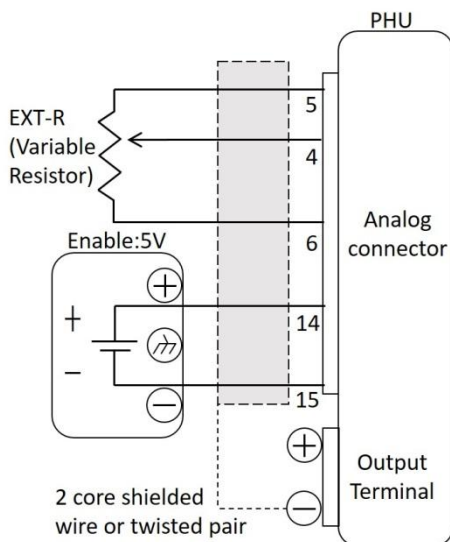 PHU
5
EXT-R
(Variable
Resistor)
4
6
Enable:5V
Analog
connector
+
+
14
−
−
15
+
Output
Terminal
−
2 core shielded
wire or twisted pair